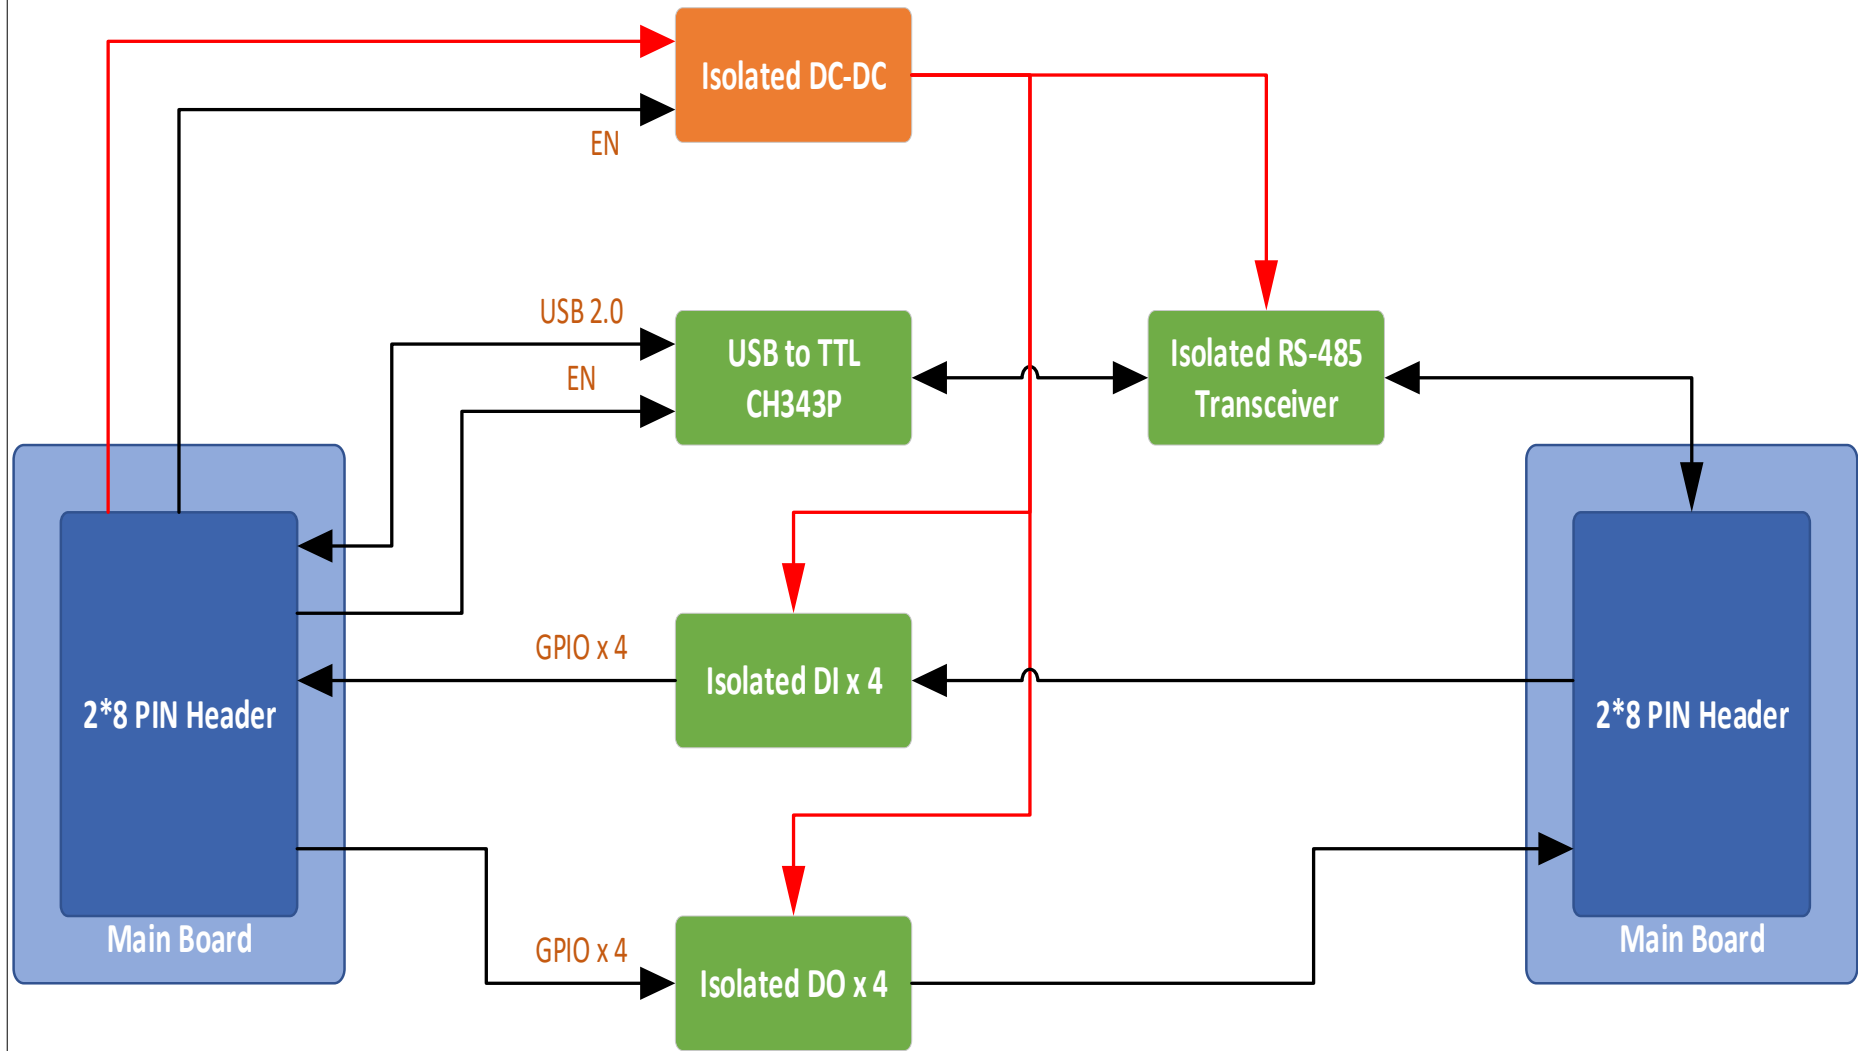 Isolated DC-DC
EN
USB 2.0
EN
USB to TTL
CH343P
Isolated RS-485
Transceiver
GPIO x 4
Isolated DI x 4
2*8 PIN Header
2*8 PIN Header
Main Board
Main Board
GPIO x 4
Isolated DO x 4